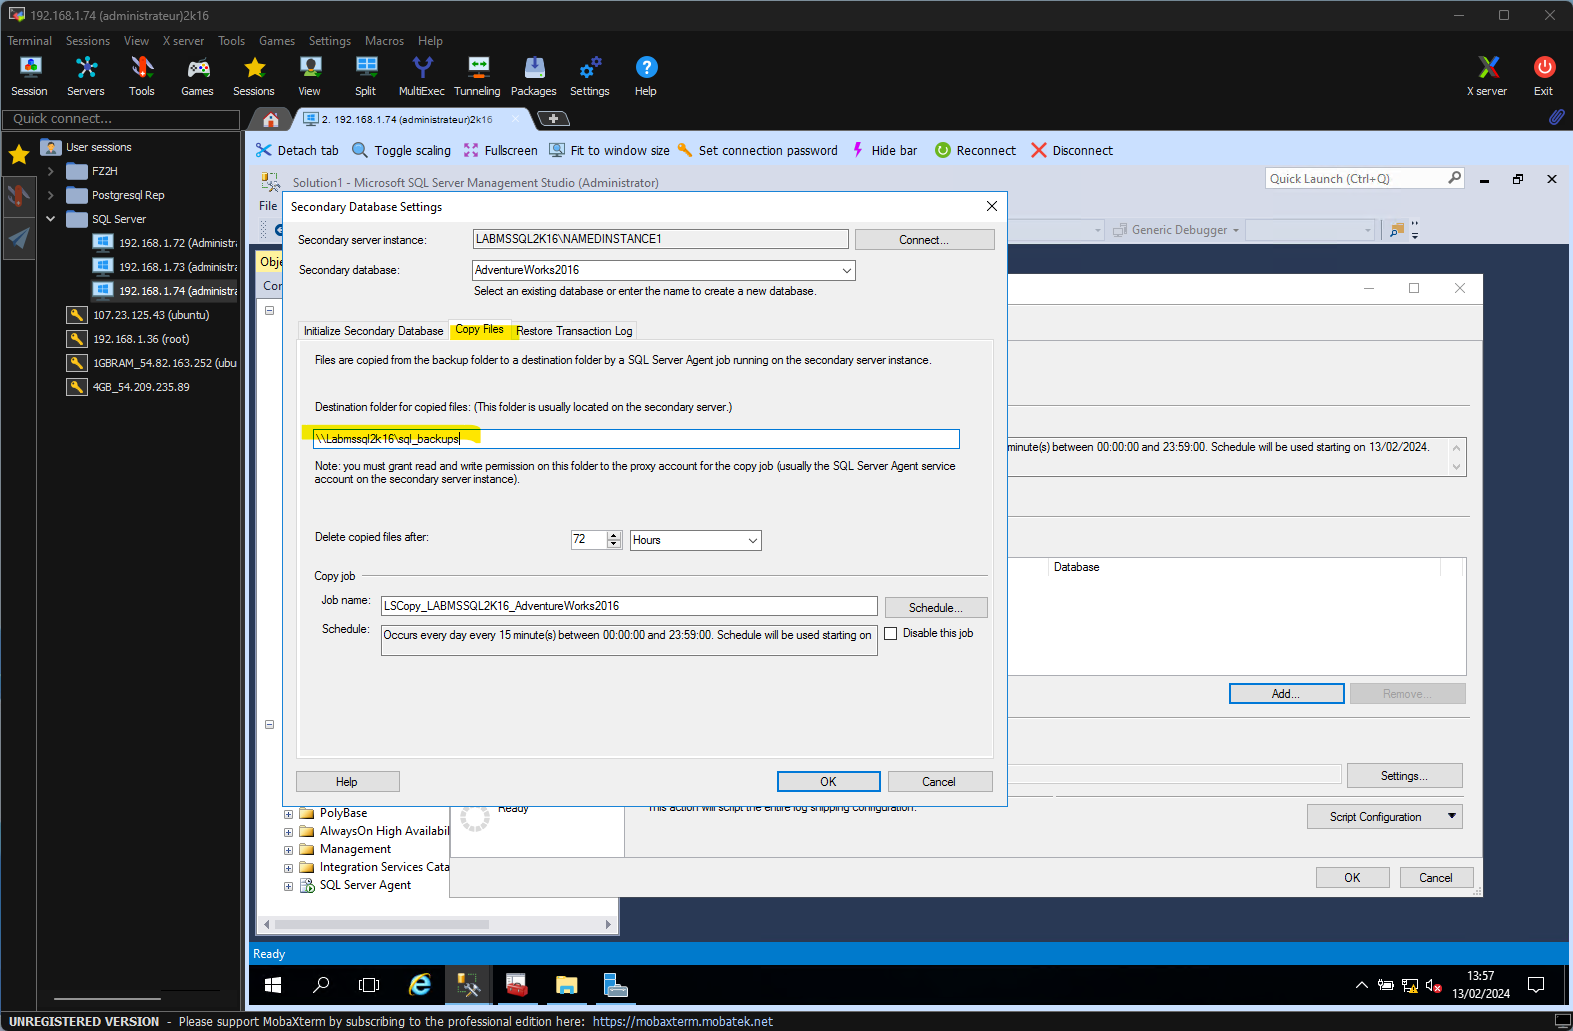 192.168.1.74 (administrateur)2k16
Terminal Sessions View X server Tools Games Settings Macros Help
Session Servers Tools Games Sessions View Split MultiExec Tunneling Packages Settings Help X server Exit
Quick connect...
2. 192.168.1.74 (administrateur)2k16
Detach tab Toggle scaling Fullscreen Fit to window size Set connection password Hide bar Reconnect Disconnect
User sessions
FZ2H
Postgresql Rep
SQL Server
192.168.1.72 (Administra
192.168.1.73 (administra
192.168.1.74 (administra
107.23.125.43 (ubuntu)
192.168.1.36 (root)
1GBRAM_54.82.163.252 (ubu
4GB_54.209.235.89
Solution1 - Microsoft SQL Server Management Studio (Administrator)
Quick Launch (Ctrl+Q)
File
Generic Debugger
Obje
Cor
Secondary Database Settings
Secondary server instance: LABMSSQL2K16\NAMEDINSTANCE1 Connect...
Secondary database: AdventureWorks2016
Select an existing database or enter the name to create a new database.
Initialize Secondary Database Copy Files Restore Transaction Log
Files are copied from the backup folder to a destination folder by a SQL Server Agent job running on the secondary server instance.
Destination folder for copied files: (This folder is usually located on the secondary server.)
\\Labmssql2k16\sql_backups
Note: you must grant read and write permission on this folder to the proxy account for the copy job (usually the SQL Server Agent service
account on the secondary server instance).
Delete copied files after: 72 Hours
Copy job
Job name: LSCopy_LABMSSQL2K16_AdventureWorks2016 Schedule...
Schedule: Occurs every day every 15 minute(s) between 00:00:00 and 23:59:00. Schedule will be used starting on Disable this job
Help OK Cancel
minute(s) between 00:00:00 and 23:59:00. Schedule will be used starting on 13/02/2024.
Database
Add... Remove...
Settings...
Ready
This action will script the entire log shipping configuration.
Script Configuration
OK Cancel
PolyBase
AlwaysOn High Availabil
Management
Integration Services Cata
SQL Server Agent
Ready
13:57
13/02/2024
UNREGISTERED VERSION - Please support MobaXterm by subscribing to the professional edition here: https://mobaxterm.mobatek.net